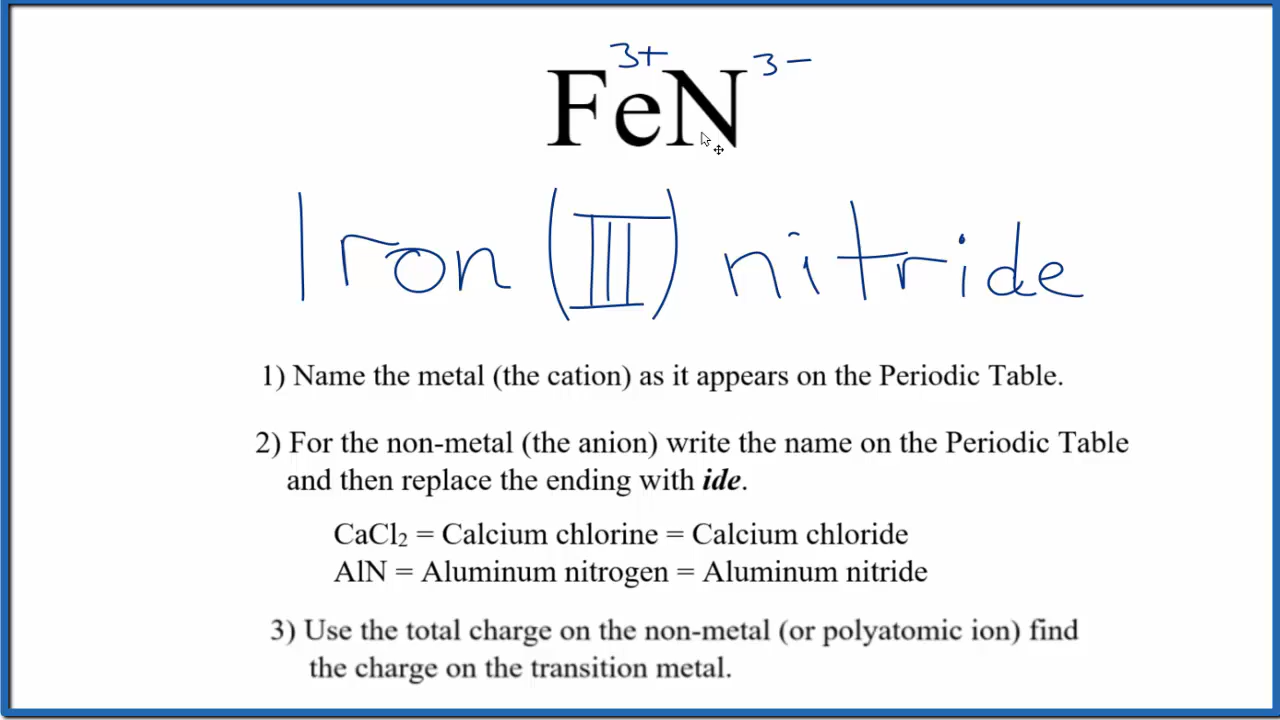 3+ 3-
FeN
Iron (III) nitride
1) Name the metal (the cation) as it appears on the Periodic Table.
2) For the non-metal (the anion) write the name on the Periodic Table
and then replace the ending with ide.
CaCl₂ = Calcium chlorine = Calcium chloride
AlN = Aluminum nitrogen = Aluminum nitride
3) Use the total charge on the non-metal (or polyatomic ion) find
the charge on the transition metal.